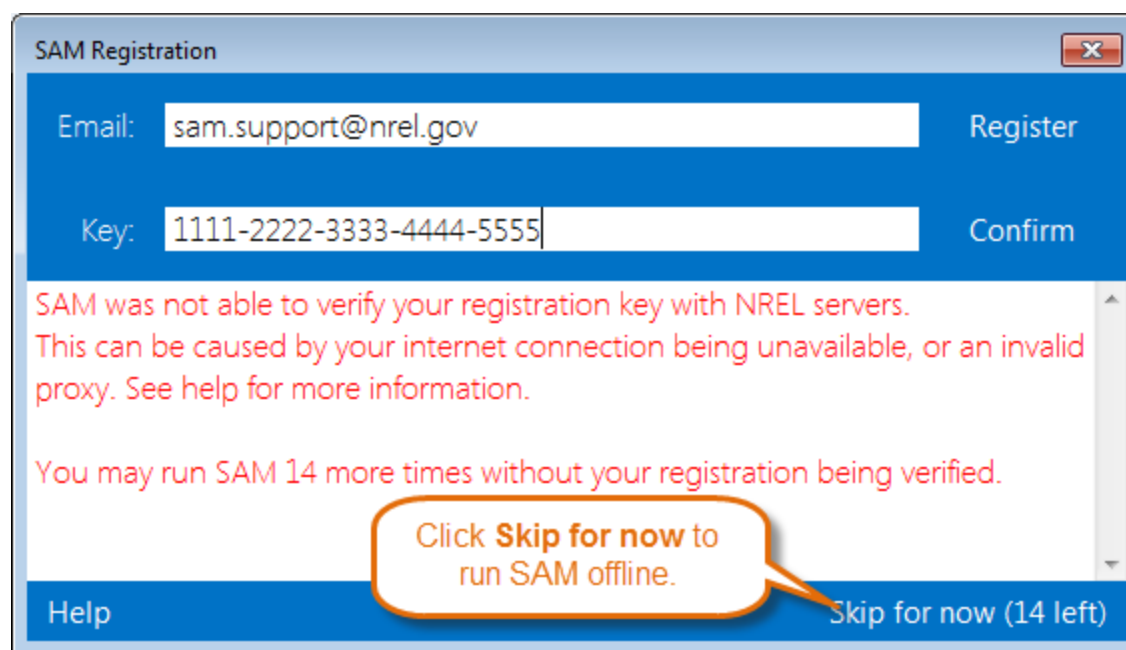 SAM Registration
Email: sam.support@nrel.gov Register
Key: 1111-2222-3333-4444-5555 Confirm
SAM was not able to verify your registration key with NREL servers.
This can be caused by your internet connection being unavailable, or an invalid
proxy. See help for more information.
You may run SAM 14 more times without your registration being verified.
Click Skip for now to
run SAM offline.
Help Skip for now (14 left)